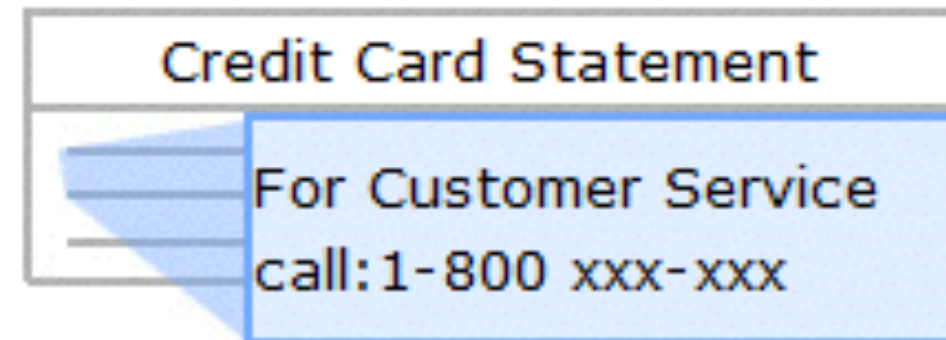 Credit Card Statement
For Customer Service
call:1-800 xxx-xxx